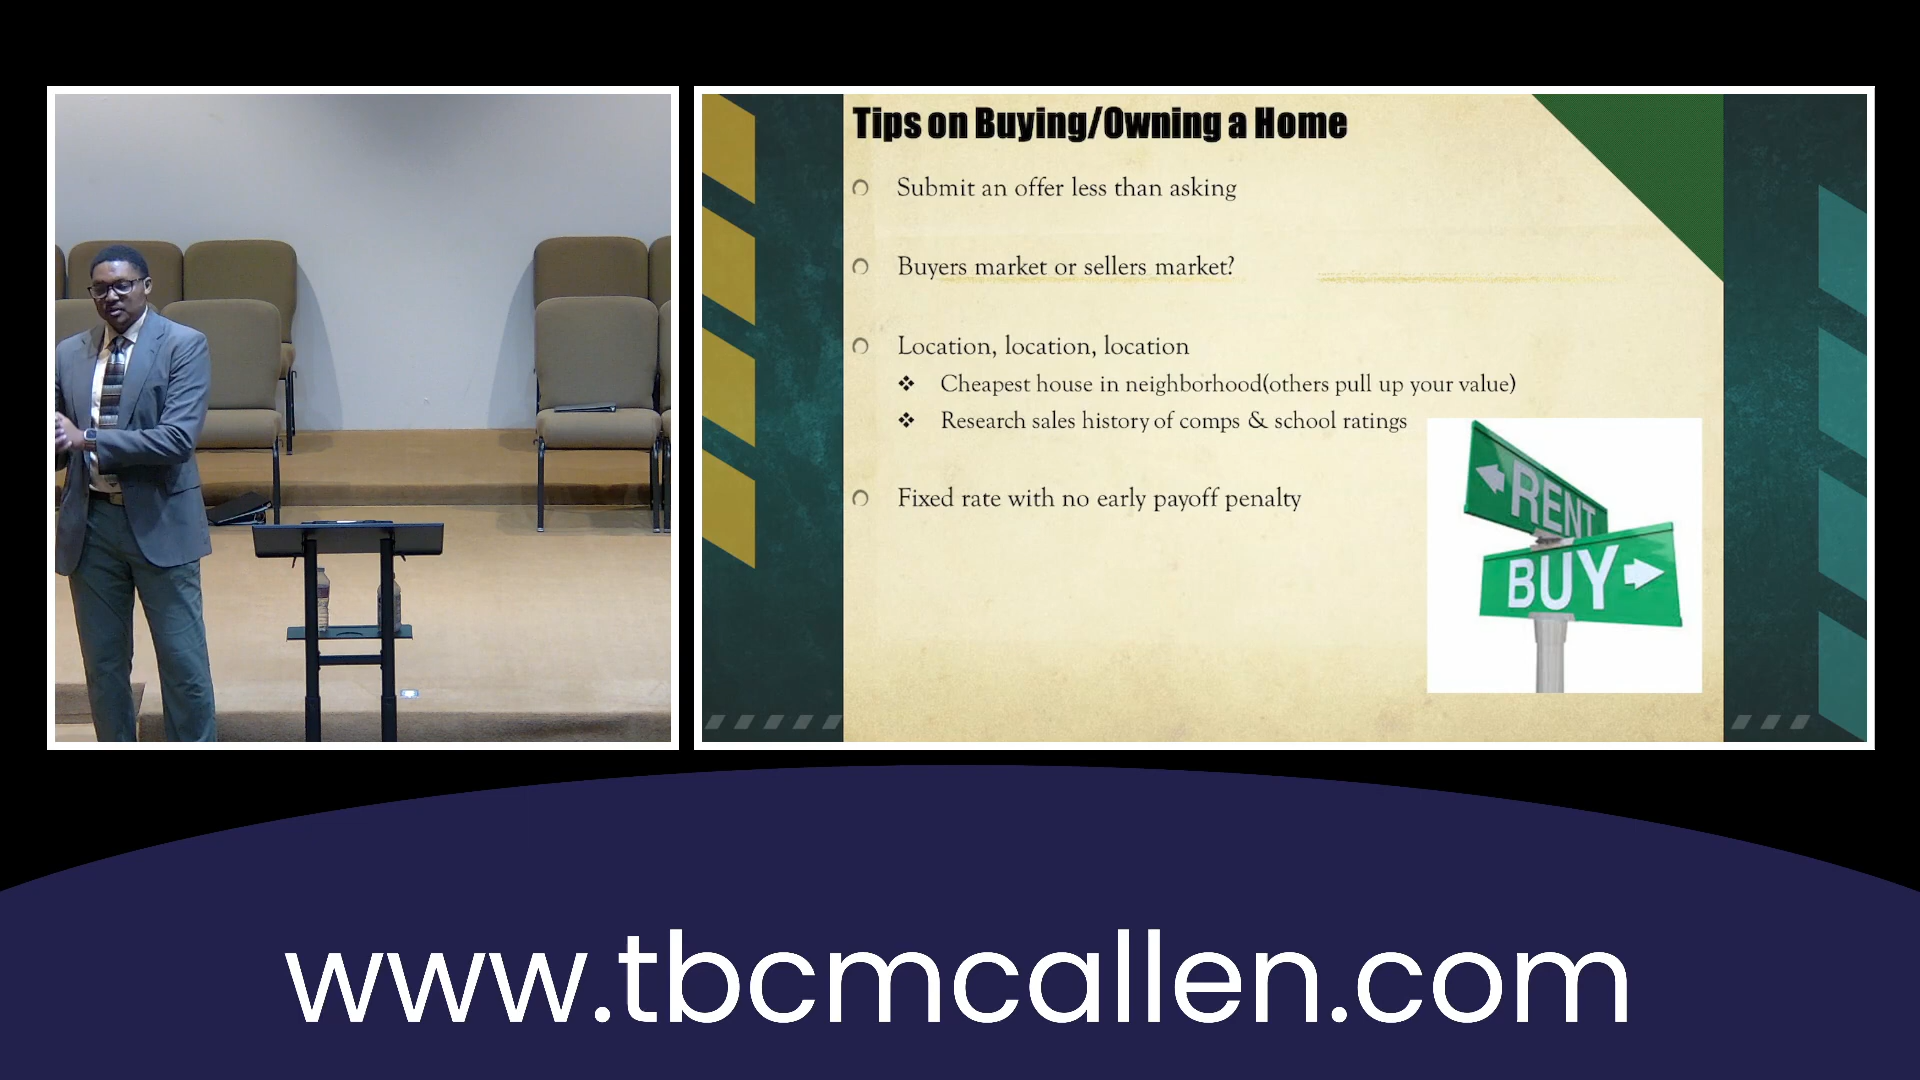 Tips on Buying/Owning a Home
Submit an offer less than asking
Buyers market or sellers market?
Location, location, location
Cheapest house in neighborhood(others pull up your value)
Research sales history of comps & school ratings
Fixed rate with no early payoff penalty
RENT
BUY
www.tbcmcallen.com